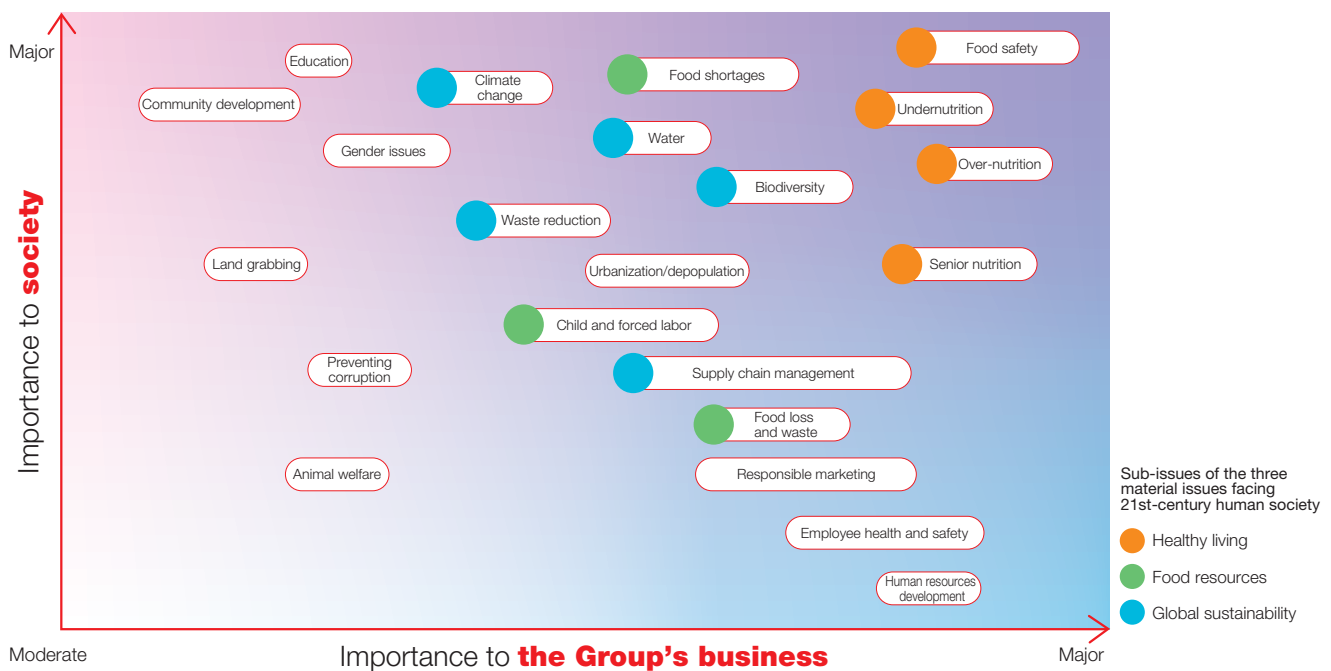 Major
Importance to society
Education
Food safety
Food shortages
Climate
change
Community development
Undernutrition
Water
Gender issues
Over-nutrition
Biodiversity
Waste reduction
Land grabbing
Urbanization/depopulation
Senior nutrition
Child and forced labor
Preventing
corruption
Supply chain management
Food loss
and waste
Animal welfare
Responsible marketing
Employee health and safety
Human resources
development
Sub-issues of the three
material issues facing
21st-century human society
Healthy living
Food resources
Global sustainability
Moderate
Importance to the Group's business
Major